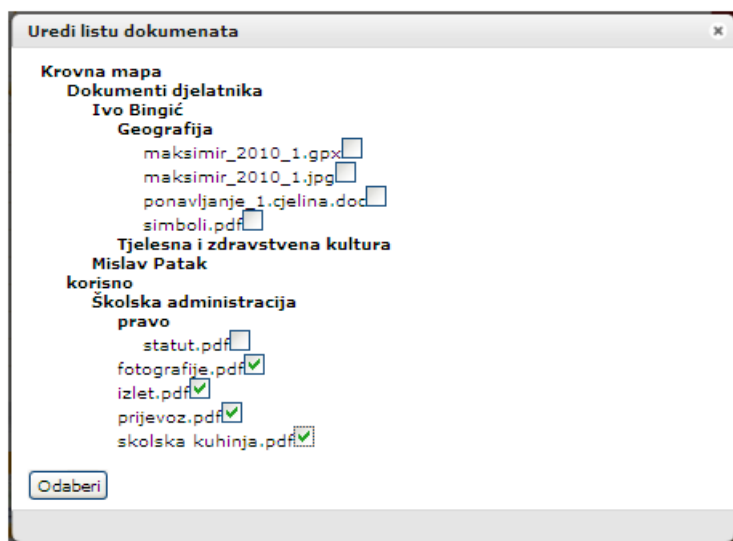 Uredi listu dokumenata
Krovna mapa
Dokumenti djelatnika
Ivo Bingić
Geografija
maksimir_2010_1.gpx
maksimir_2010_1.jpg
ponavljanje_1.cjelina.doc
simboli.pdf
Tjelesna i zdravstvena kultura
Mislav Patak
korisno
Školska administracija
pravo
statut.pdf
fotografije.pdf
izlet.pdf
prijevoz.pdf
skolska kuhinja.pdf
Odaberi